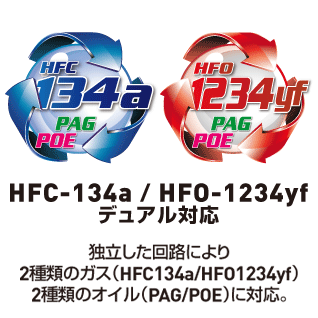 HFC
134a
PAG
POE
HFO
1234yf
PAG
POE
HFC-134a / HFO-1234yf
デュアル対応
独立した回路により
2種類のガス（HFC134a/HFO1234yf）
2種類のオイル（PAG/POE）に対応。